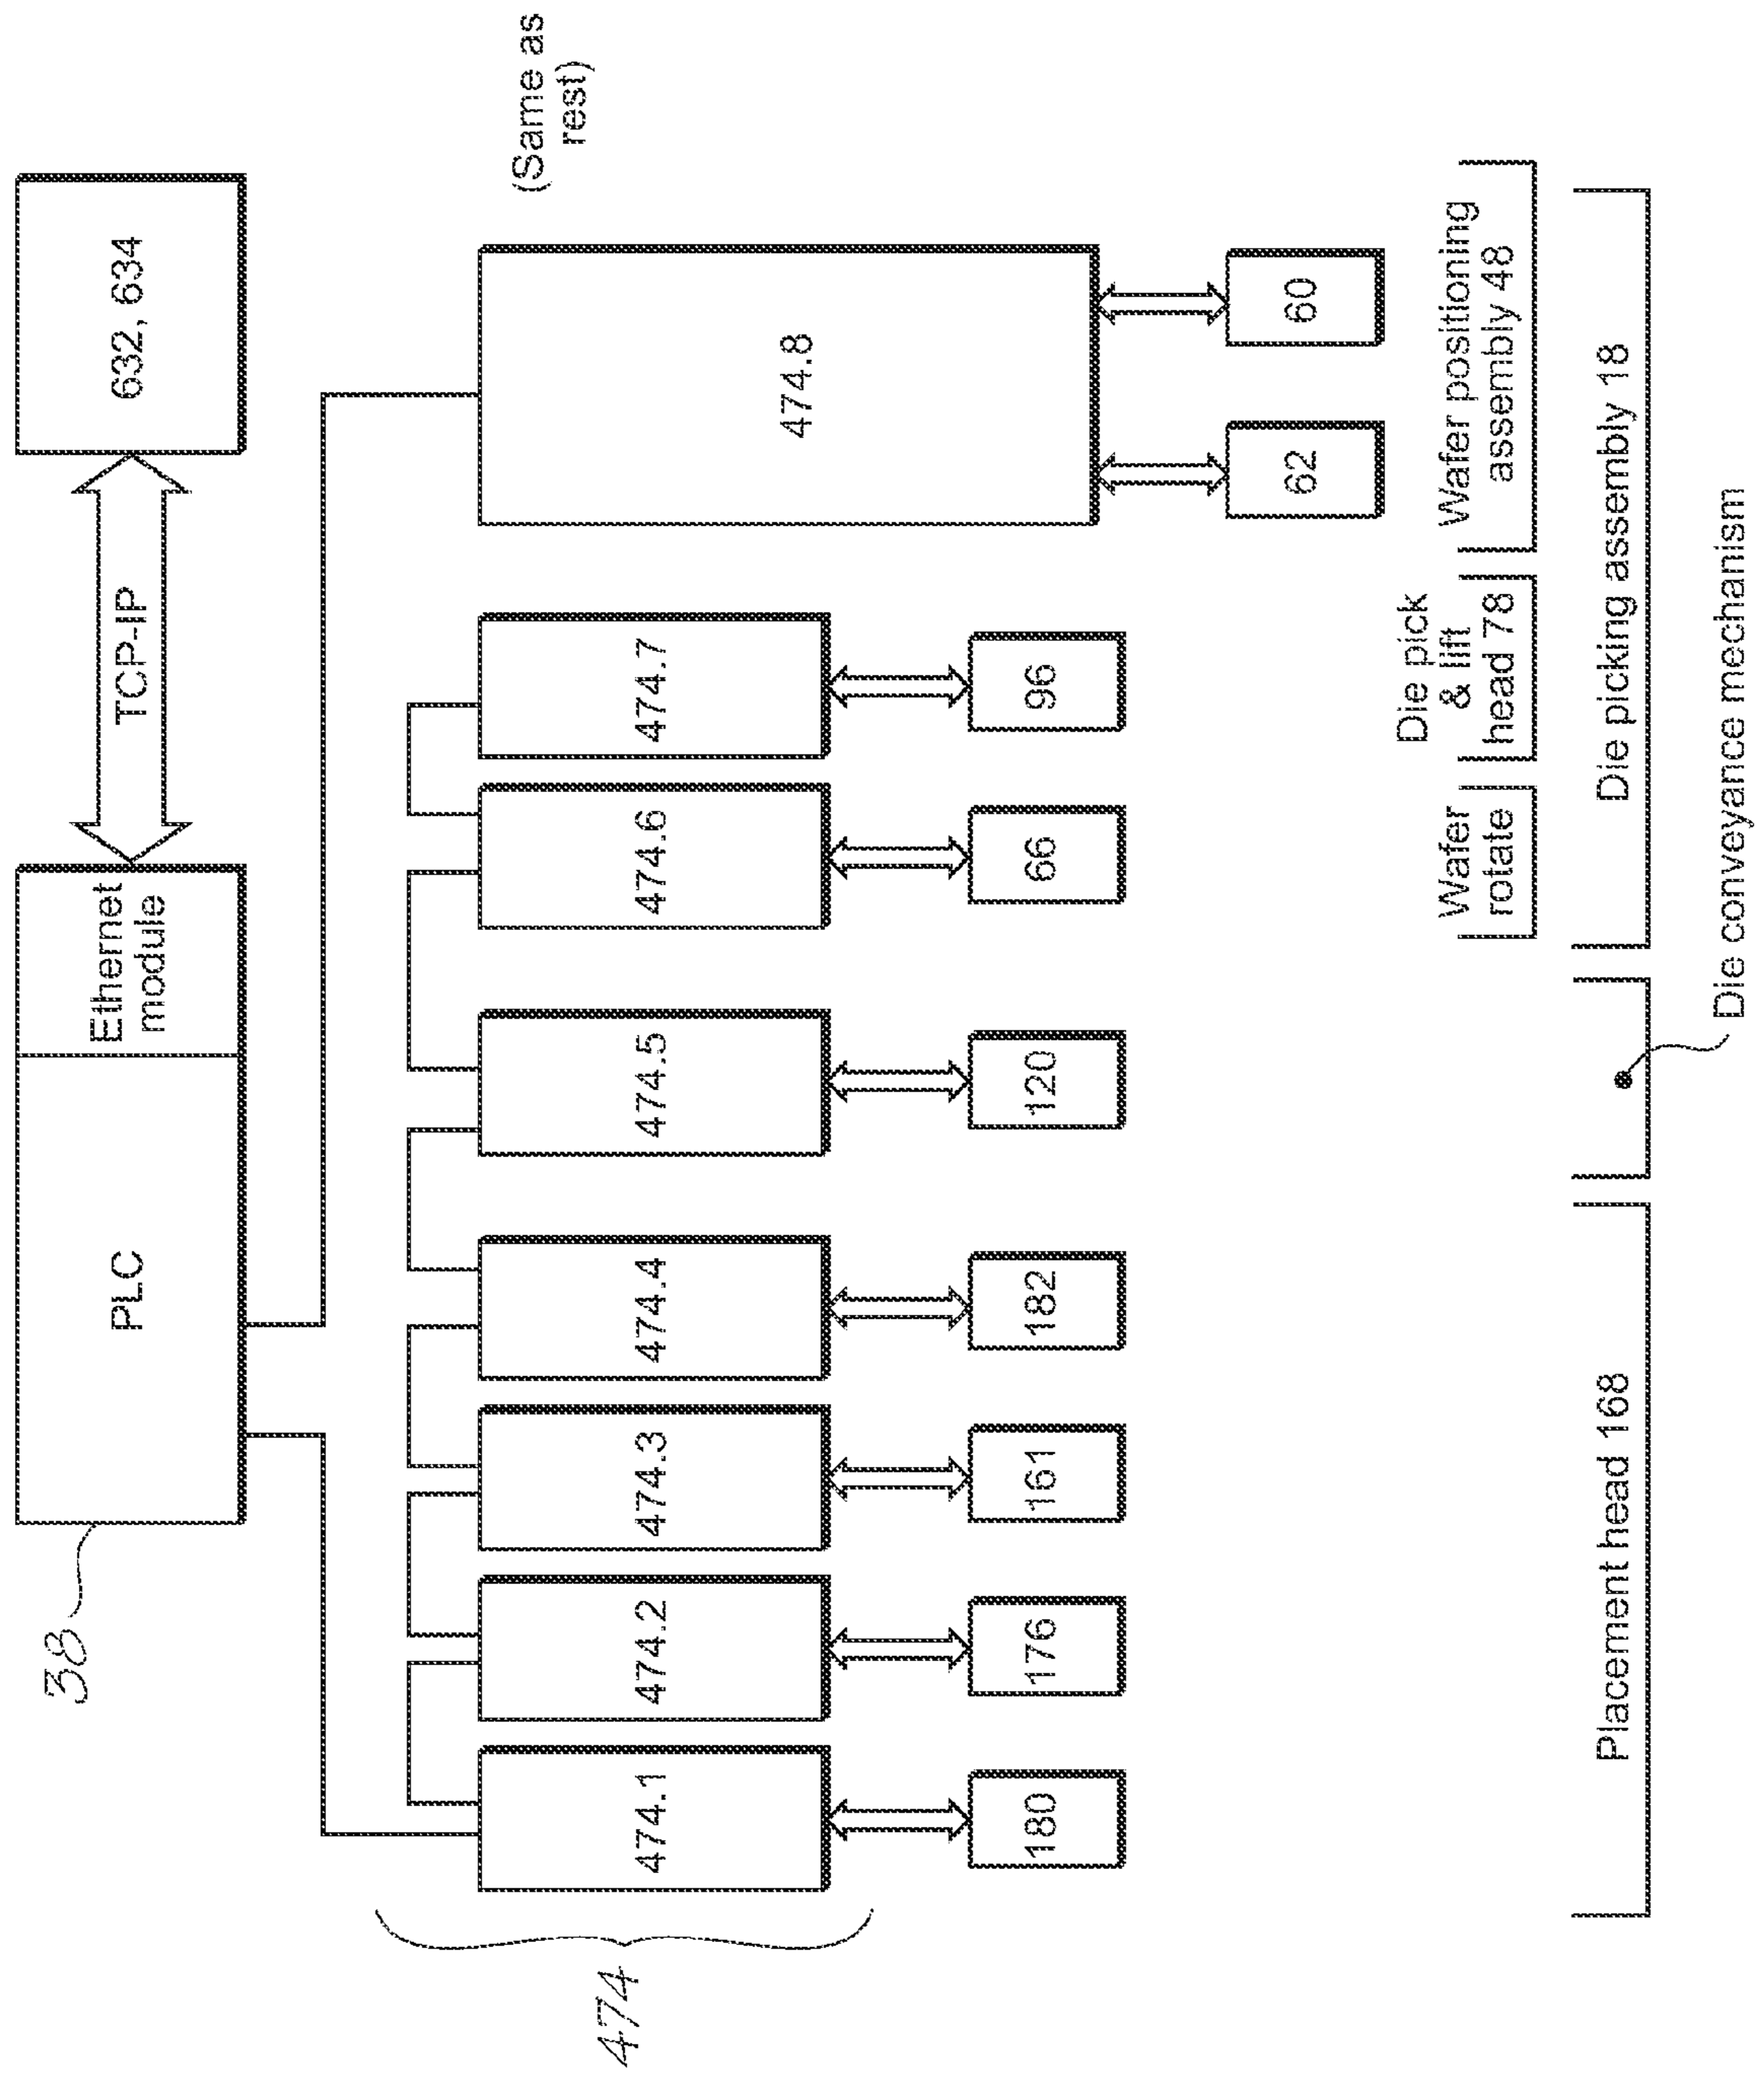 38
PLC
Ethernet
module
TCP-IP
632, 634
474
474.1
474.2
474.3
474.4
474.5
474.6
474.7
474.8
(Same as
rest)
180
176
161
182
120
66
96
62
60
Wafer
rotate
Die pick
& lift
head 78
Wafer positioning
assembly 48
Placement head 168
Die picking assembly 18
Die conveyance mechanism